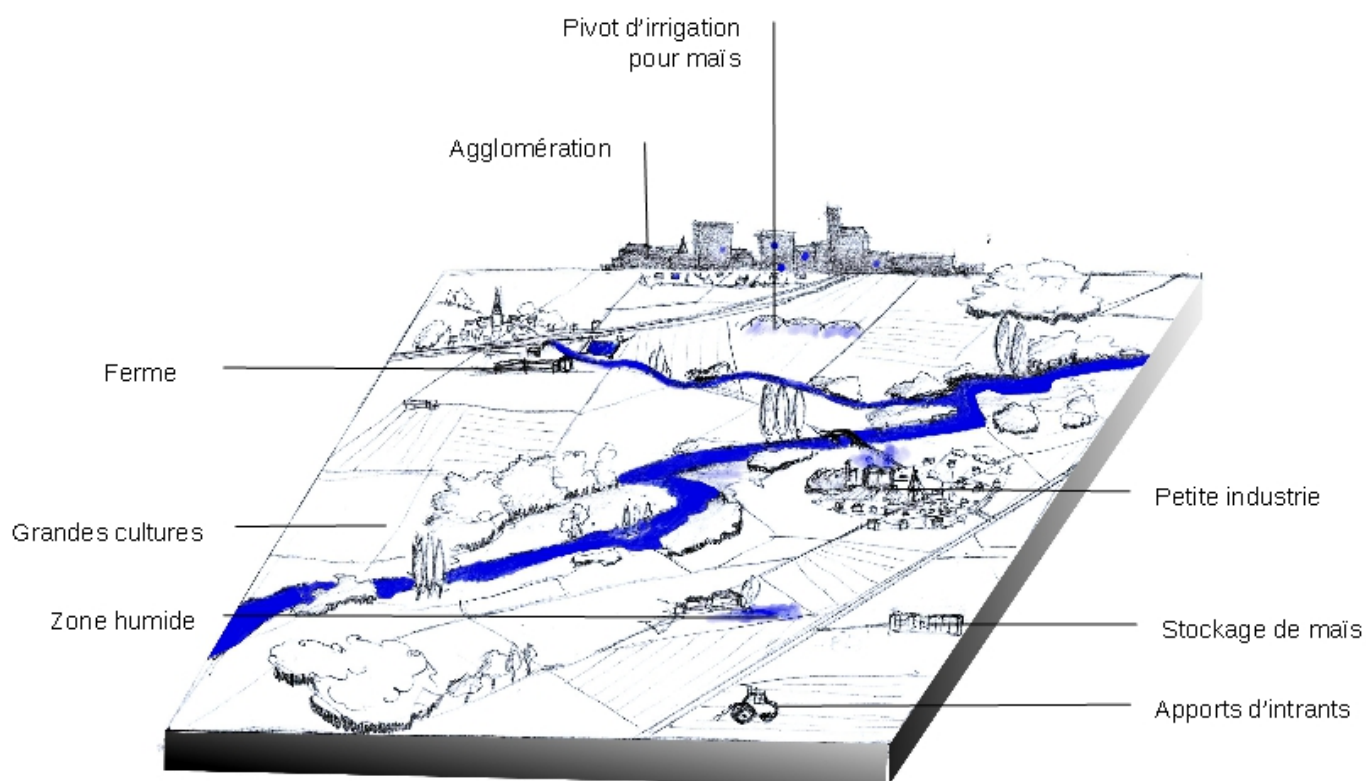 Pivot d'irrigation
pour maïs
Agglomération
Ferme
Petite industrie
Grandes cultures
Zone humide
Stockage de maïs
Apports d'intrants